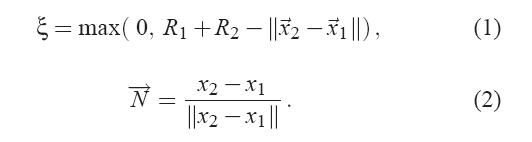 ξ = max( 0, R₁ + R₂ − ||x⃗₂ − x⃗₁||), (1)
N⃗ = (x₂ − x₁) / ||x₂ − x₁|| . (2)